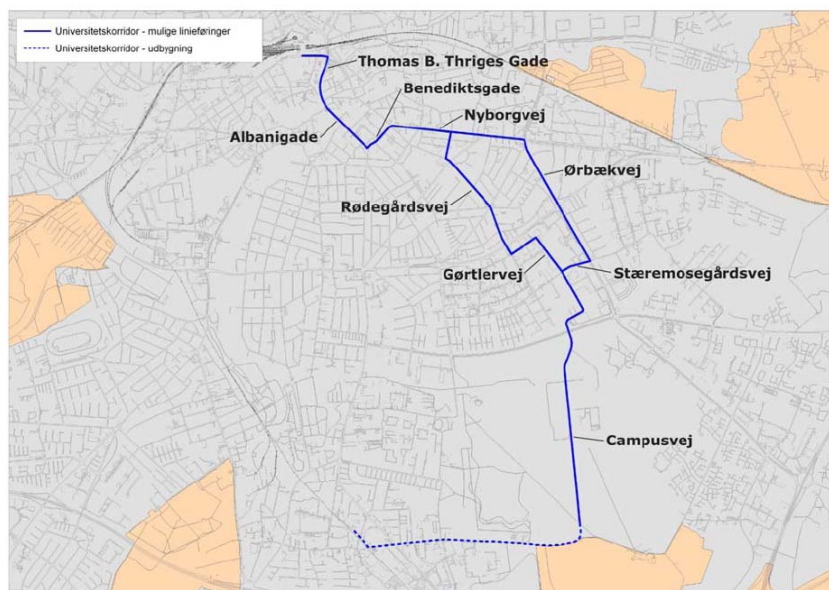 Universitetskorridor - mulige linieføringer
Universitetskorridor - udbygning
Thomas B. Thriges Gade
Benediktsgade
Nyborgvej
Albanigade
Ørbækvej
Rødegårdsvej
Gørtlervej
Stæremosegårdsvej
Campusvej